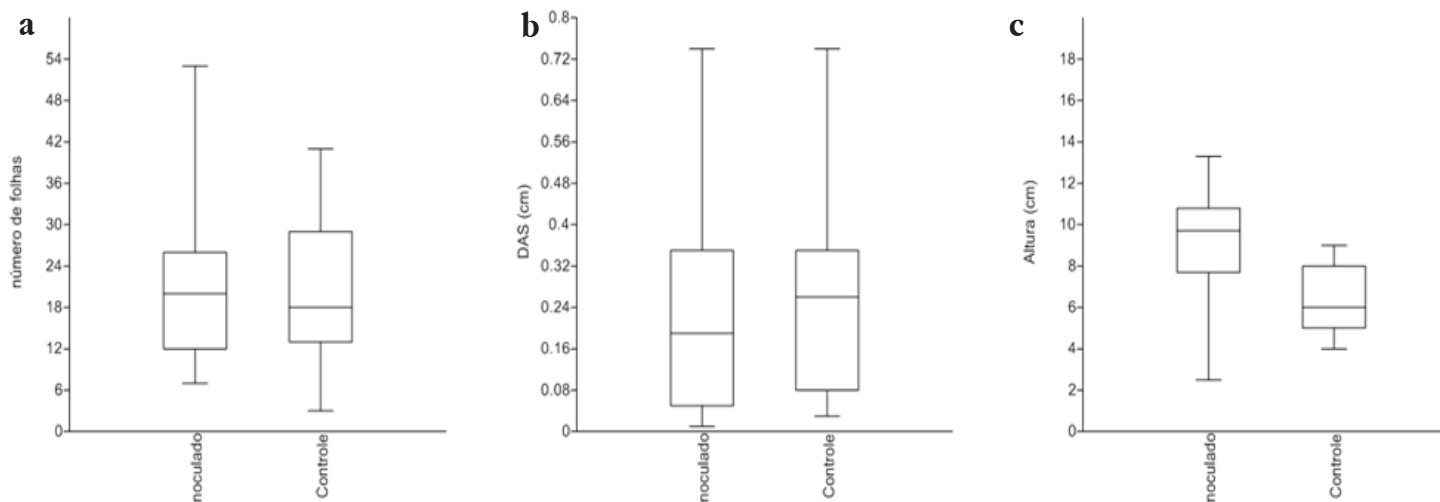 a
número de folhas
54
48
42
36
30
24
18
12
6
0
noculado
Controle
b
DAS (cm)
0.8
0.72
0.64
0.56
0.48
0.4
0.32
0.24
0.16
0.08
0
noculado
Controle
c
Altura (cm)
18
16
14
12
10
8
6
4
2
0
noculado
Controle